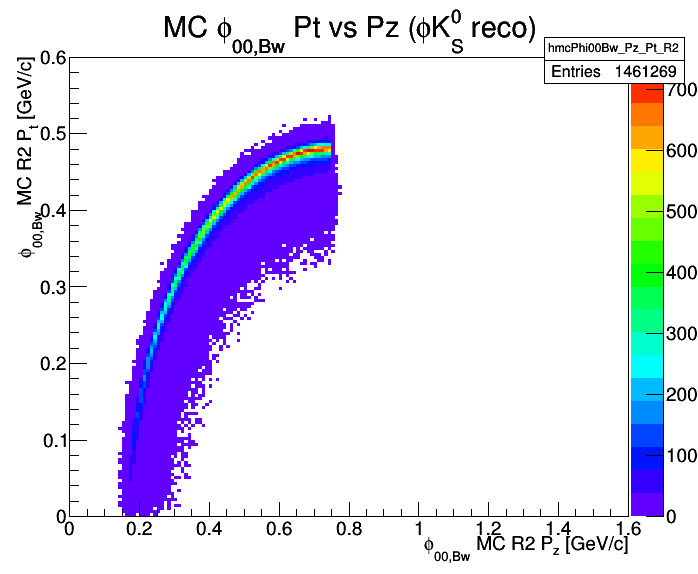 MC ϕ00,Bw Pt vs Pz (ϕK0S reco)
hmcPhi00Bw_Pz_Pt_R2
Entries 1461269
ϕ00,Bw MC R2 Pt [GeV/c]
0.6
0.5
0.4
0.3
0.2
0.1
0
0 0.2 0.4 0.6 0.8 1 1.2 1.4 1.6
ϕ00,Bw MC R2 Pz [GeV/c]
700
600
500
400
300
200
100
0